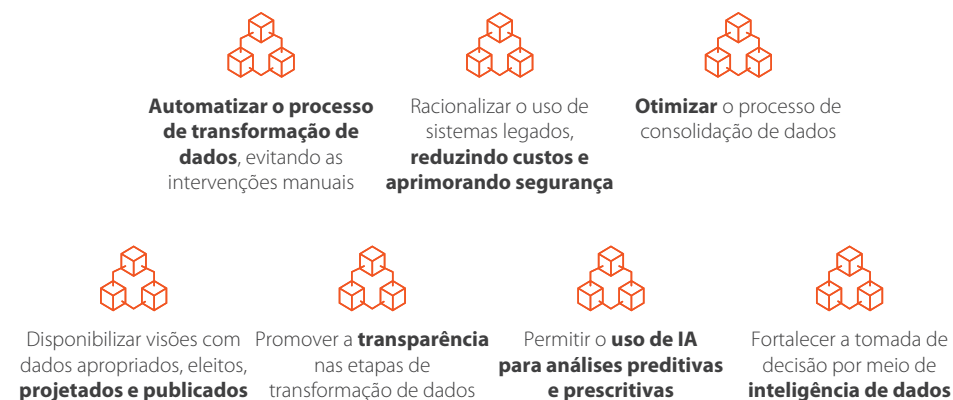 Automatizar o processo
de transformação de
dados, evitando as
intervenções manuais
Racionalizar o uso de
sistemas legados,
reduzindo custos e
aprimorando segurança
Otimizar o processo de
consolidação de dados
Disponibilizar visões com
dados apropriados, eleitos,
projetados e publicados
Promover a transparência
nas etapas de
transformação de dados
Permitir o uso de IA
para análises preditivas
e prescritivas
Fortalecer a tomada de
decisão por meio de
inteligência de dados